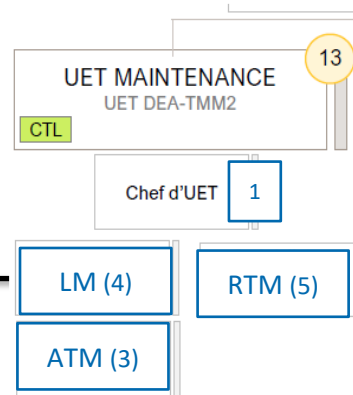 13
UET MAINTENANCE
UET DEA-TMM2
CTL
Chef d'UET 1
LM (4) RTM (5)
ATM (3)